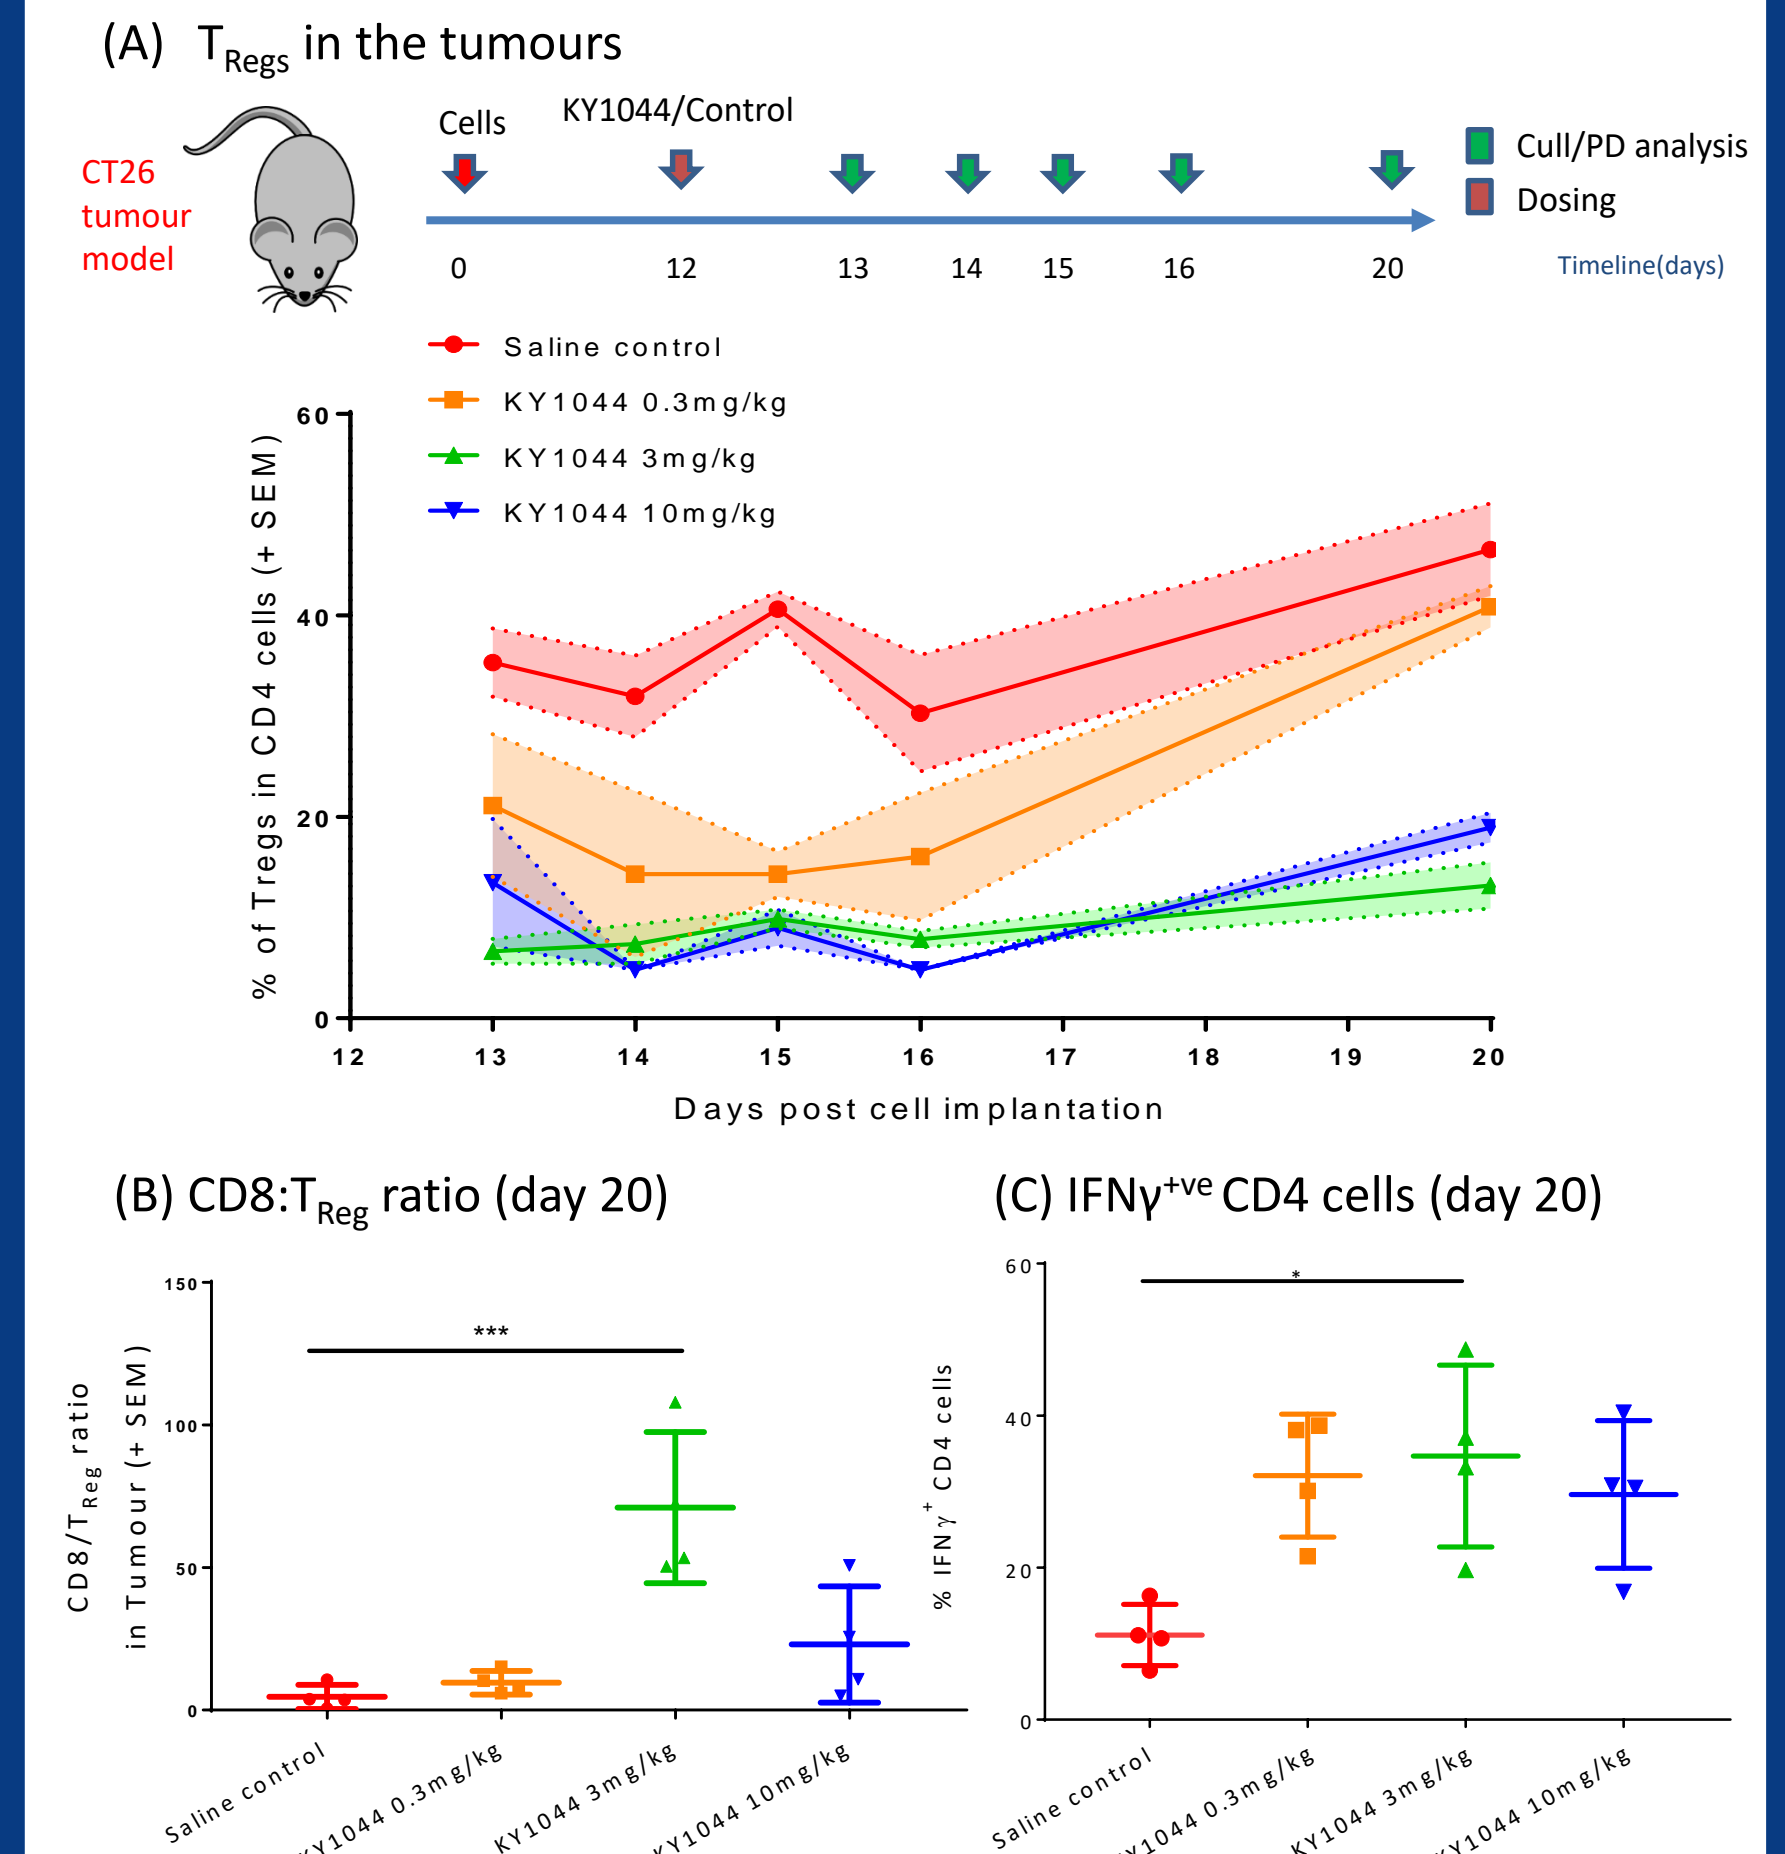 (A) TRegs in the tumours
CT26
tumour
model
Cells
KY1044/Control
Cull/PD analysis
Dosing
0 12 13 14 15 16 20
Timeline(days)
Saline control
KY1044 0.3mg/kg
KY1044 3mg/kg
KY1044 10mg/kg
% of Tregs in CD4 cells (+ SEM)
60
40
20
0
12 13 14 15 16 17 18 19 20
Days post cell implantation
(B) CD8:TReg ratio (day 20)
CD8/TReg ratio
in Tumour (+ SEM)
150
100
50
0
***
Saline control
KY1044 0.3mg/kg
KY1044 3mg/kg
KY1044 10mg/kg
(C) IFNγ+ve CD4 cells (day 20)
% IFNγ+ CD4 cells
60
40
20
0
*
Saline control
KY1044 0.3mg/kg
KY1044 3mg/kg
KY1044 10mg/kg